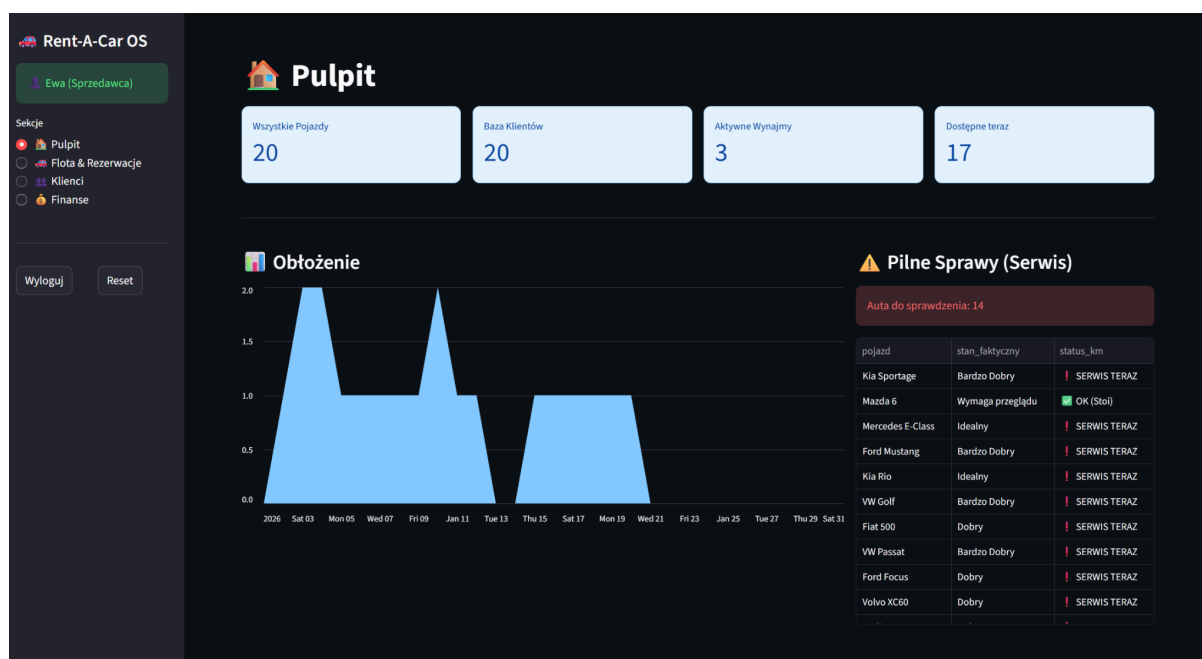 Rent-A-Car OS
Ewa (Sprzedawca)
Sekcje
Pulpit
Flota & Rezerwacje
Klienci
Finanse
Wyloguj Reset
Pulpit
Wszystkie Pojazdy
20
Baza Klientów
20
Aktywne Wynajmy
3
Dostępne teraz
17
Obłożenie
2.0
1.5
1.0
0.5
0.0
2026 Sat 03 Mon 05 Wed 07 Fri 09 Jan 11 Tue 13 Thu 15 Sat 17 Mon 19 Wed 21 Fri 23 Jan 25 Tue 27 Thu 29 Sat 31
Pilne Sprawy (Serwis)
Auta do sprawdzenia: 14
pojazd stan_faktyczny status_km
Kia Sportage Bardzo Dobry ❗ SERWIS TERAZ
Mazda 6 Wymaga przeglądu ✅ OK (Stoi)
Mercedes E-Class Idealny ❗ SERWIS TERAZ
Ford Mustang Bardzo Dobry ❗ SERWIS TERAZ
Kia Rio Idealny ❗ SERWIS TERAZ
VW Golf Bardzo Dobry ❗ SERWIS TERAZ
Fiat 500 Dobry ❗ SERWIS TERAZ
VW Passat Bardzo Dobry ❗ SERWIS TERAZ
Ford Focus Dobry ❗ SERWIS TERAZ
Volvo XC60 Dobry ❗ SERWIS TERAZ